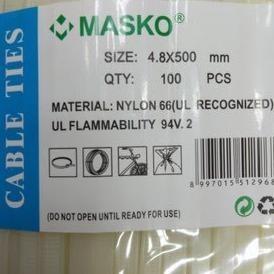 CABLE TIES
MASKO®
SIZE: 4.8X500 mm
QTY: 100 PCS
MATERIAL: NYLON 66(UL RECOGNIZED)
UL FLAMMABILITY 94V.2
8 997015 512968
(DO NOT OPEN UNTIL READY FOR USE)